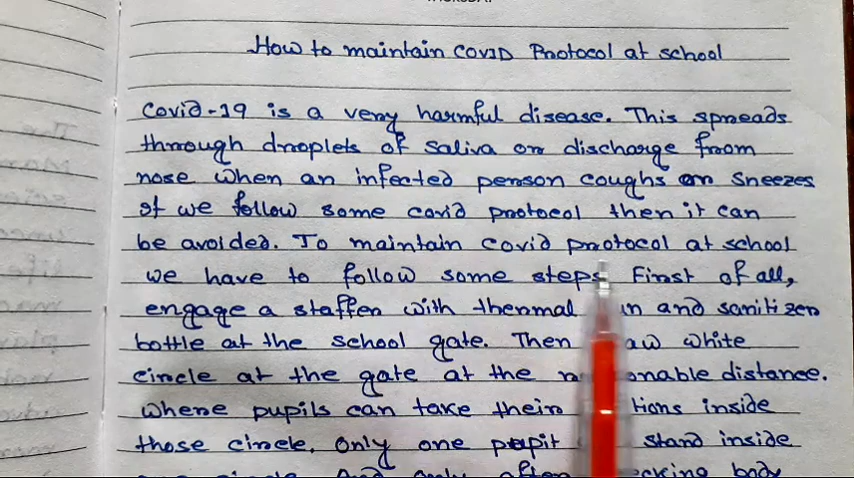 How to maintain COVID Protocol at school
Covid-19 is a very harmful disease. This spreads
through droplets of saliva or discharge from
nose when an infected person coughs or sneezes
If we follow some covid protocol then it can
be avoided. To maintain covid protocol at school
we have to follow some steps First of all,
engage a staffer with thermal and sanitizer
bottle at the school gate. Then white
circle at the gate at the distance.
Where pupils can take their inside
those circle. Only one stand inside
And only after body